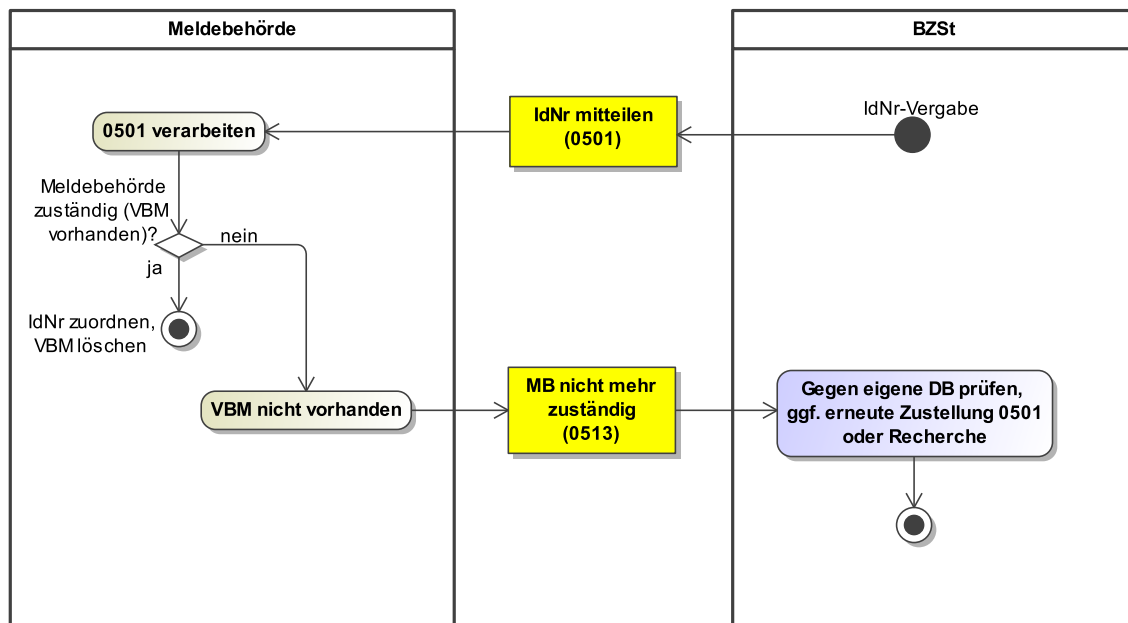 Meldebehörde
BZSt
IdNr-Vergabe
IdNr mitteilen
(0501)
0501 verarbeiten
Meldebehörde
zuständig (VBM
vorhanden)?
nein
ja
IdNr zuordnen,
VBM löschen
VBM nicht vorhanden
MB nicht mehr
zuständig
(0513)
Gegen eigene DB prüfen,
ggf. erneute Zustellung 0501
oder Recherche